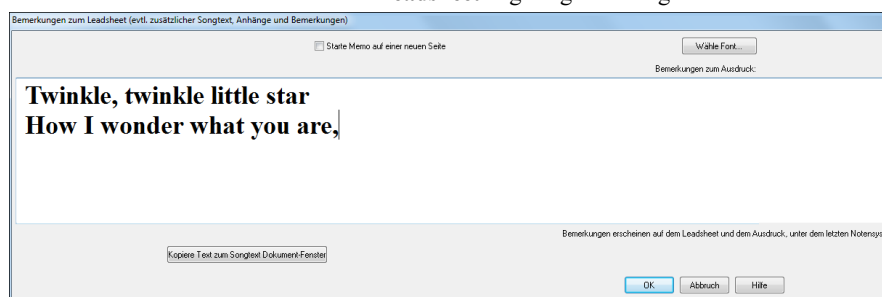 Bemerkungen zum Leadsheet (evtl. zusätzlicher Songtext, Anhänge und Bemerkungen)
Starte Memo auf einer neuen Seite
Wähle Font...
Bemerkungen zum Ausdruck:
Twinkle, twinkle little star
How I wonder what you are,
Bemerkungen erscheinen auf dem Leadsheet und dem Ausdruck, unter dem letzten Notensys
Kopiere Text zum Songtext Dokument-Fenster
OK Abbruch Hilfe